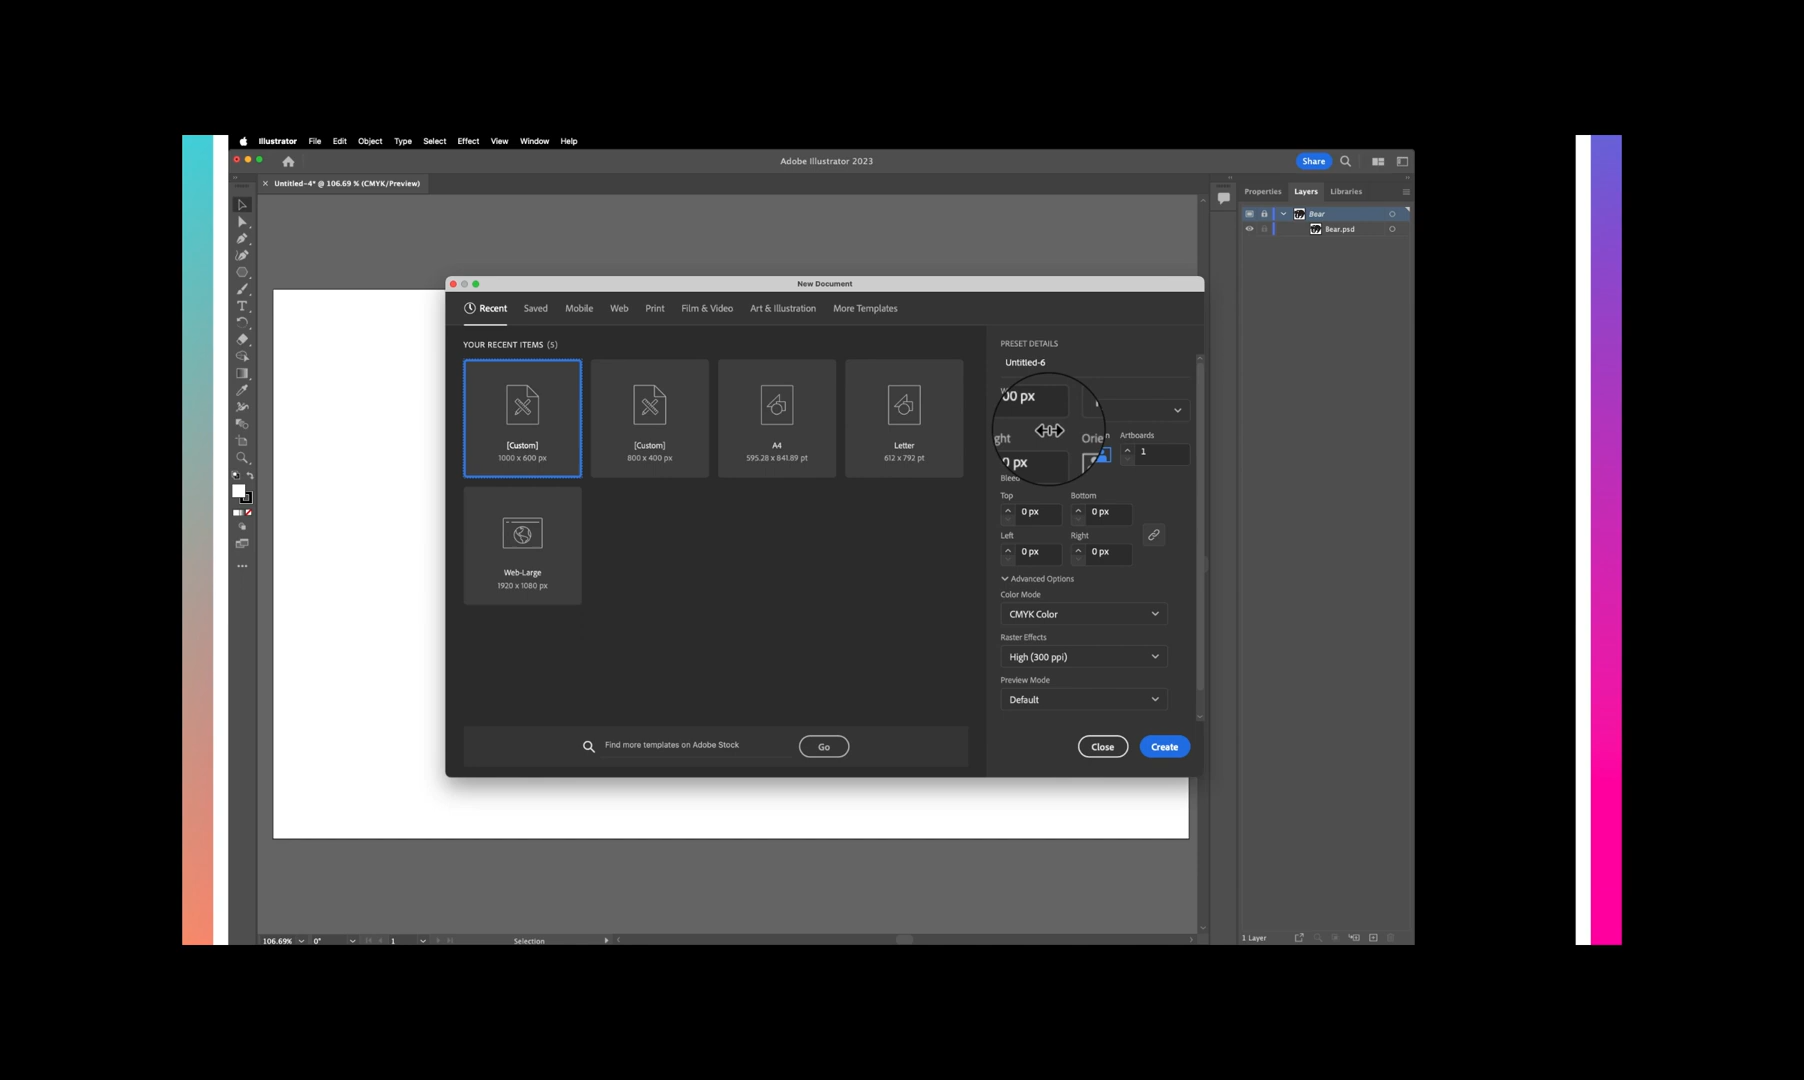 Illustrator File Edit Object Type Select Effect View Window Help
Adobe Illustrator 2023
Share
× Untitled-4* @ 106.69 % (CMYK/Preview)
Properties Layers Libraries
Bear
Bear.psd
New Document
Recent Saved Mobile Web Print Film & Video Art & Illustration More Templates
YOUR RECENT ITEMS (5)
[Custom]
1000 x 600 px
[Custom]
800 x 400 px
A4
595.28 x 841.89 pt
Letter
612 x 792 pt
Web-Large
1920 x 1080 px
Find more templates on Adobe Stock
Go
PRESET DETAILS
Untitled-6
00 px
ght Orie n Artboards
0 px 1
Bleed
Top Bottom
0 px 0 px
Left Right
0 px 0 px
Advanced Options
Color Mode
CMYK Color
Raster Effects
High (300 ppi)
Preview Mode
Default
Close Create
106.69% 0° 1 Selection
1 Layer